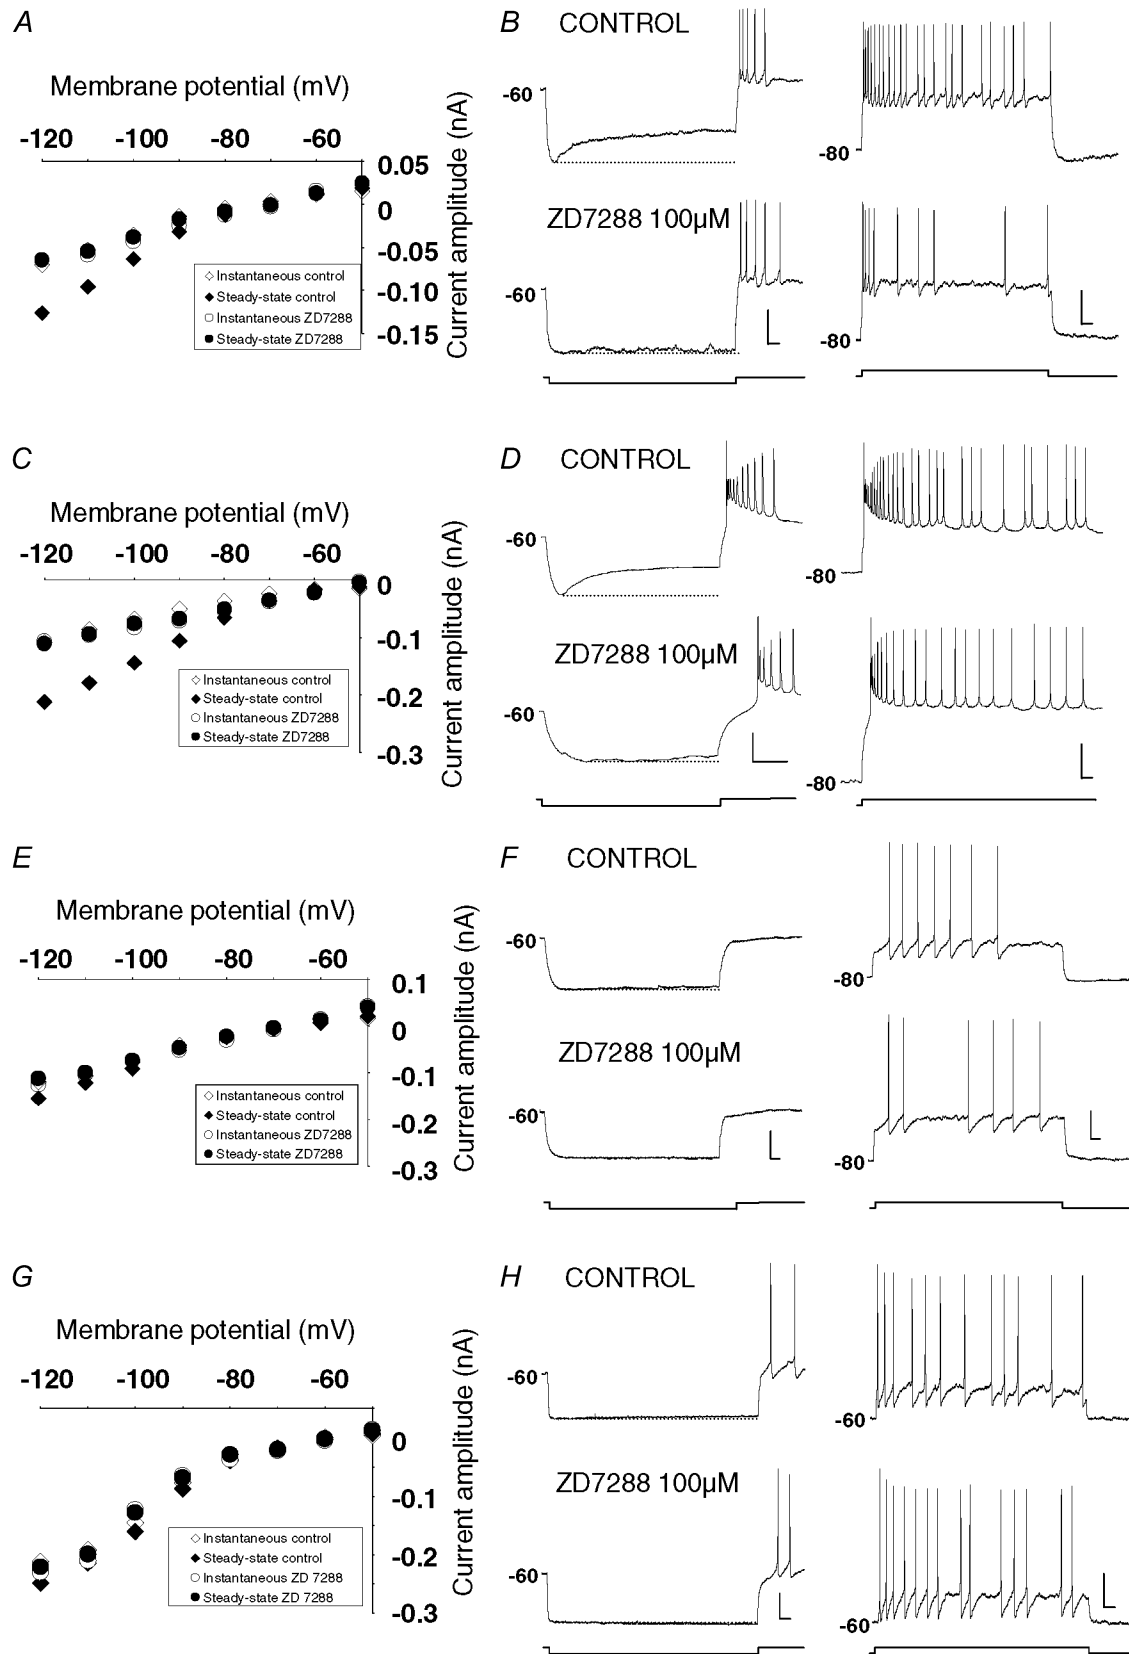 A
B
CONTROL
Membrane potential (mV)
-120 -100 -80 -60
Current amplitude (nA)
0.05
0
-0.05
-0.10
-0.15
◇ Instantaneous control
◆ Steady-state control
○ Instantaneous ZD7288
● Steady-state ZD7288
-60
-80
ZD7288 100µM
-60
-80
C
D
CONTROL
Membrane potential (mV)
-120 -100 -80 -60
Current amplitude (nA)
0
-0.1
-0.2
-0.3
◇ Instantaneous control
◆ Steady-state control
○ Instantaneous ZD7288
● Steady-state ZD7288
-60
-80
ZD7288 100µM
-60
-80
E
F
CONTROL
Membrane potential (mV)
-120 -100 -80 -60
Current amplitude (nA)
0.1
0
-0.1
-0.2
-0.3
◇ Instantaneous control
◆ Steady-state control
○ Instantaneous ZD7288
● Steady-state ZD7288
-60
-80
ZD7288 100µM
-60
-80
G
H
CONTROL
Membrane potential (mV)
-120 -100 -80 -60
Current amplitude (nA)
0
-0.1
-0.2
-0.3
◇ Instantaneous control
◆ Steady-state control
○ Instantaneous ZD 7288
● Steady-state ZD 7288
-60
-60
ZD7288 100µM
-60
-60